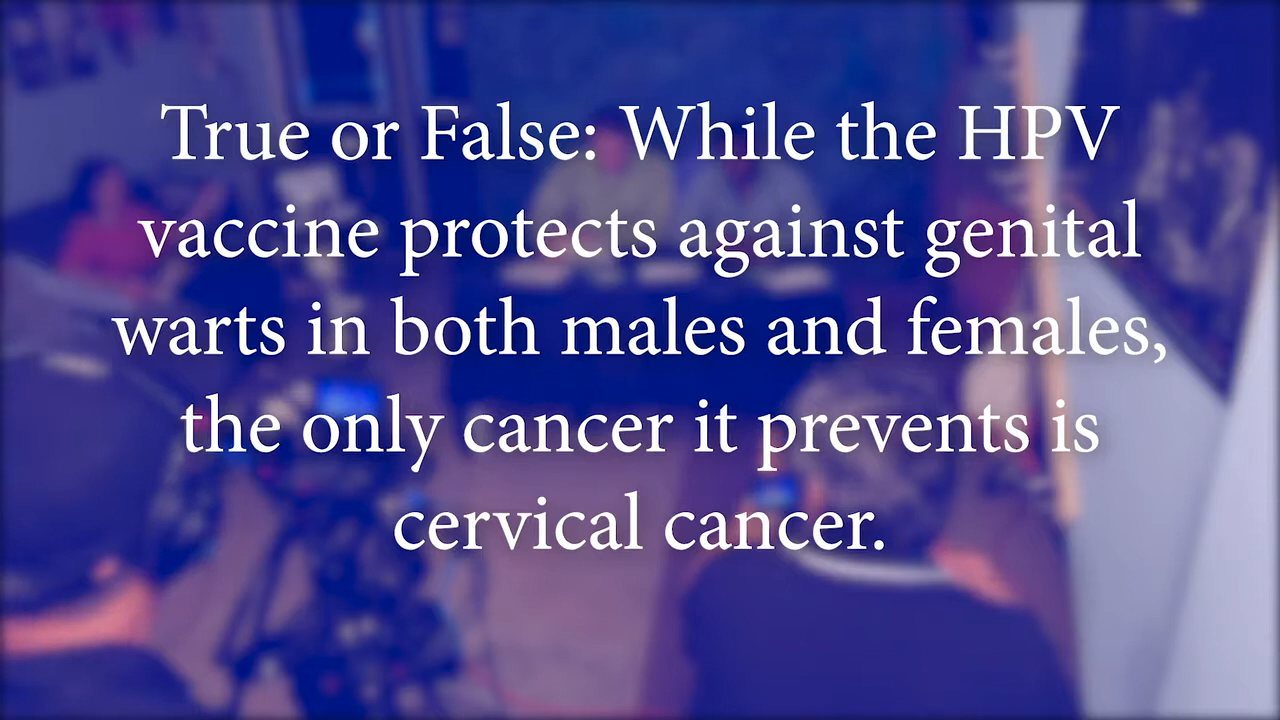 True or False: While the HPV
vaccine protects against genital
warts in both males and females,
the only cancer it prevents is
cervical cancer.